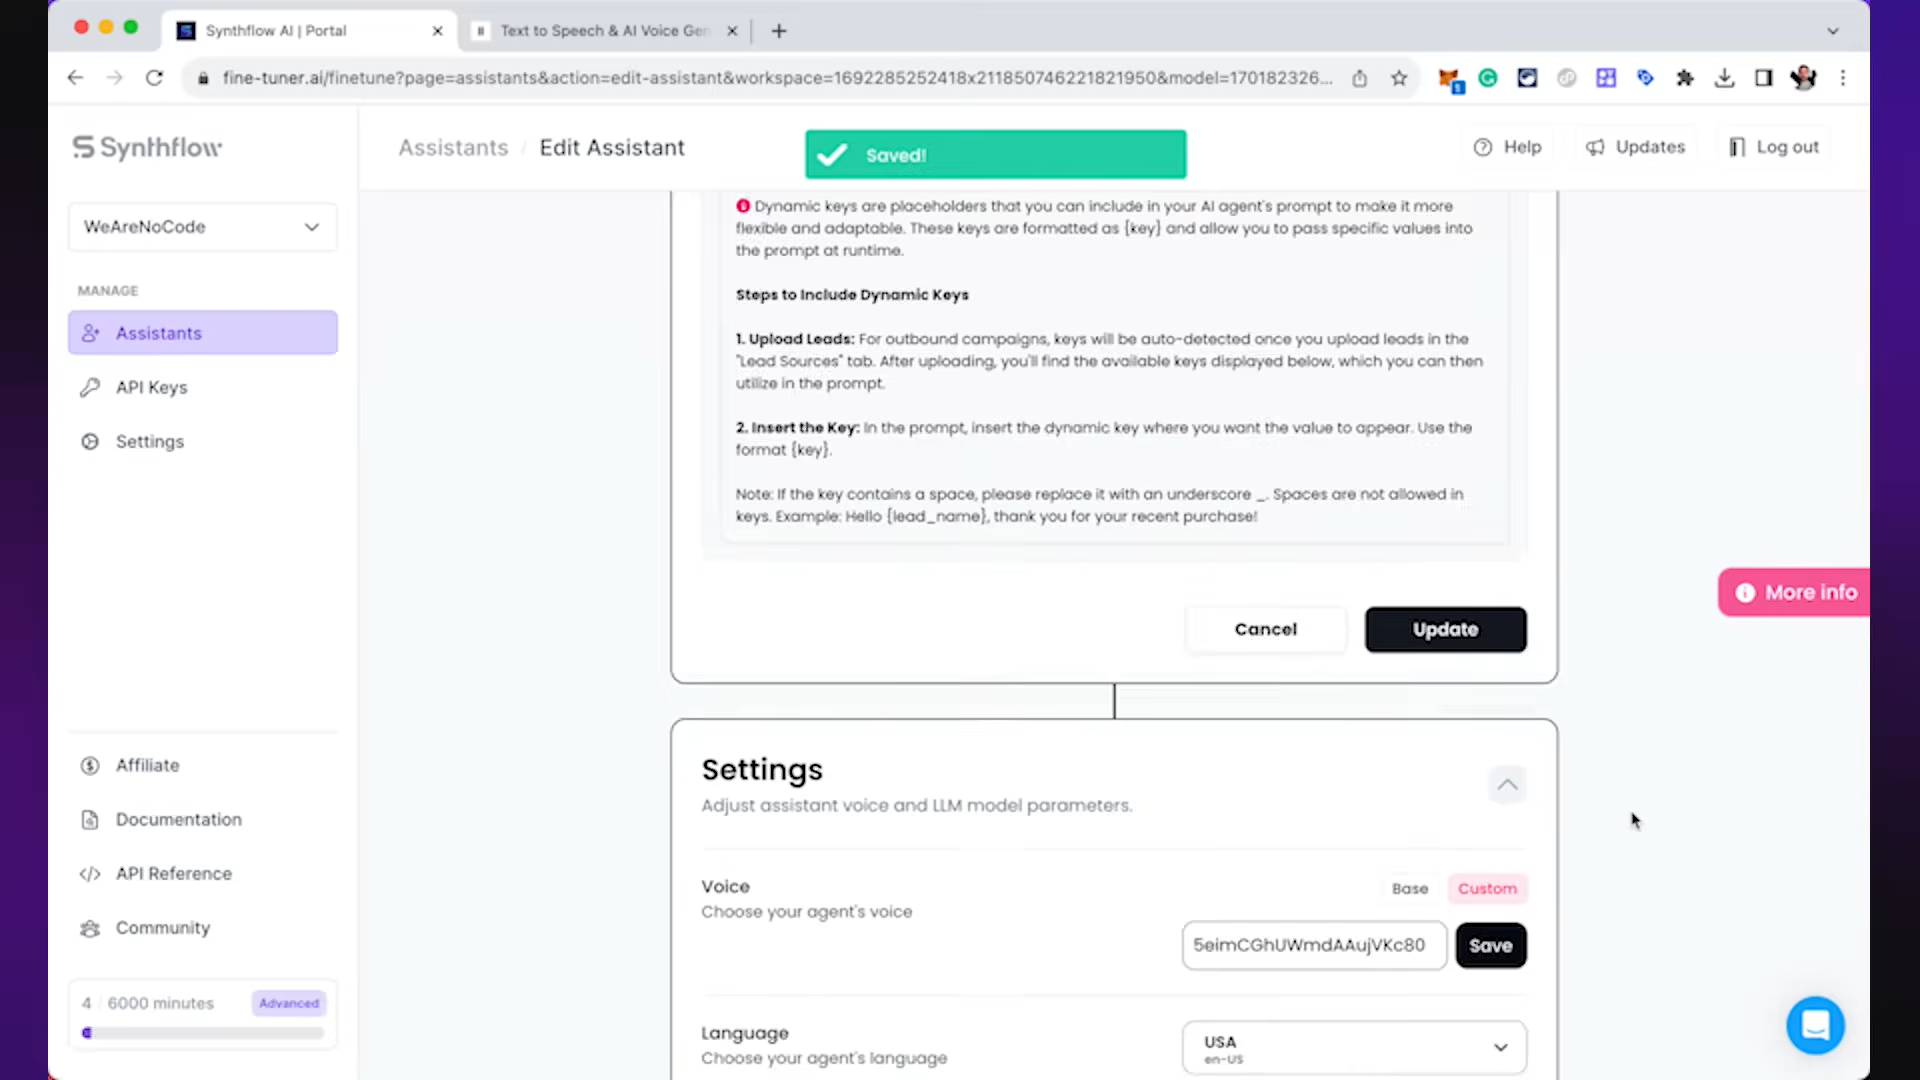 Synthflow AI | Portal
Text to Speech & AI Voice Gen
fine-tuner.ai/finetune?page=assistants&action=edit-assistant&workspace=1692285252418x211850746221821950&model=170182326...
Synthflow
Assistants / Edit Assistant
Saved!
Help
Updates
Log out
WeAreNoCode
MANAGE
Assistants
API Keys
Settings
Affiliate
Documentation
API Reference
Community
4 / 6000 minutes
Advanced
Dynamic keys are placeholders that you can include in your AI agent's prompt to make it more
flexible and adaptable. These keys are formatted as {key} and allow you to pass specific values into
the prompt at runtime.
Steps to Include Dynamic Keys
1. Upload Leads: For outbound campaigns, keys will be auto-detected once you upload leads in the
"Lead Sources" tab. After uploading, you'll find the available keys displayed below, which you can then
utilize in the prompt.
2. Insert the Key: In the prompt, insert the dynamic key where you want the value to appear. Use the
format {key}.
Note: If the key contains a space, please replace it with an underscore _. Spaces are not allowed in
keys. Example: Hello {lead_name}, thank you for your recent purchase!
Cancel
Update
More info
Settings
Adjust assistant voice and LLM model parameters.
Voice
Choose your agent's voice
Base
Custom
5eimCGhUWmdAAujVKc80
Save
Language
Choose your agent's language
USA
en-US